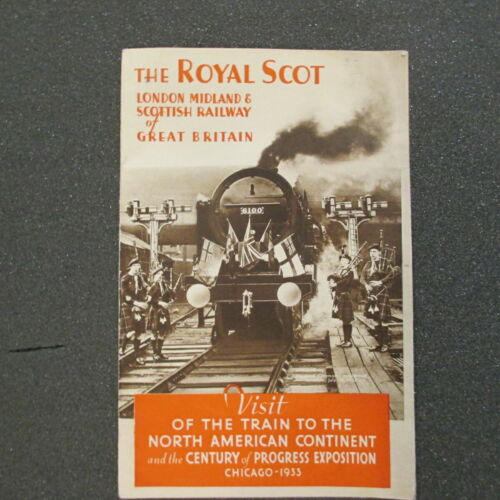 THE ROYAL SCOT
LONDON MIDLAND &
SCOTTISH RAILWAY
of
GREAT BRITAIN
6100
Visit
OF THE TRAIN TO THE
NORTH AMERICAN CONTINENT
and the CENTURY of PROGRESS EXPOSITION
CHICAGO-1933